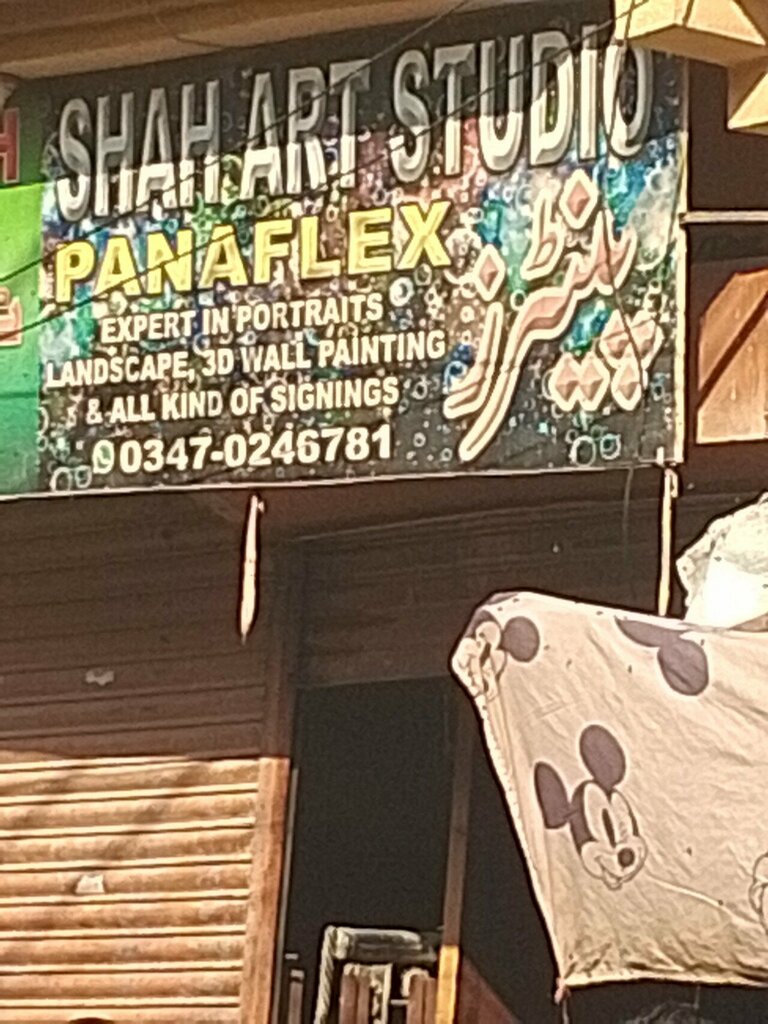 SHAH ART STUDIO
PANAFLEX
پینٹرز
EXPERT IN PORTRAITS
LANDSCAPE, 3D WALL PAINTING
& ALL KIND OF SIGNINGS
0347-0246781